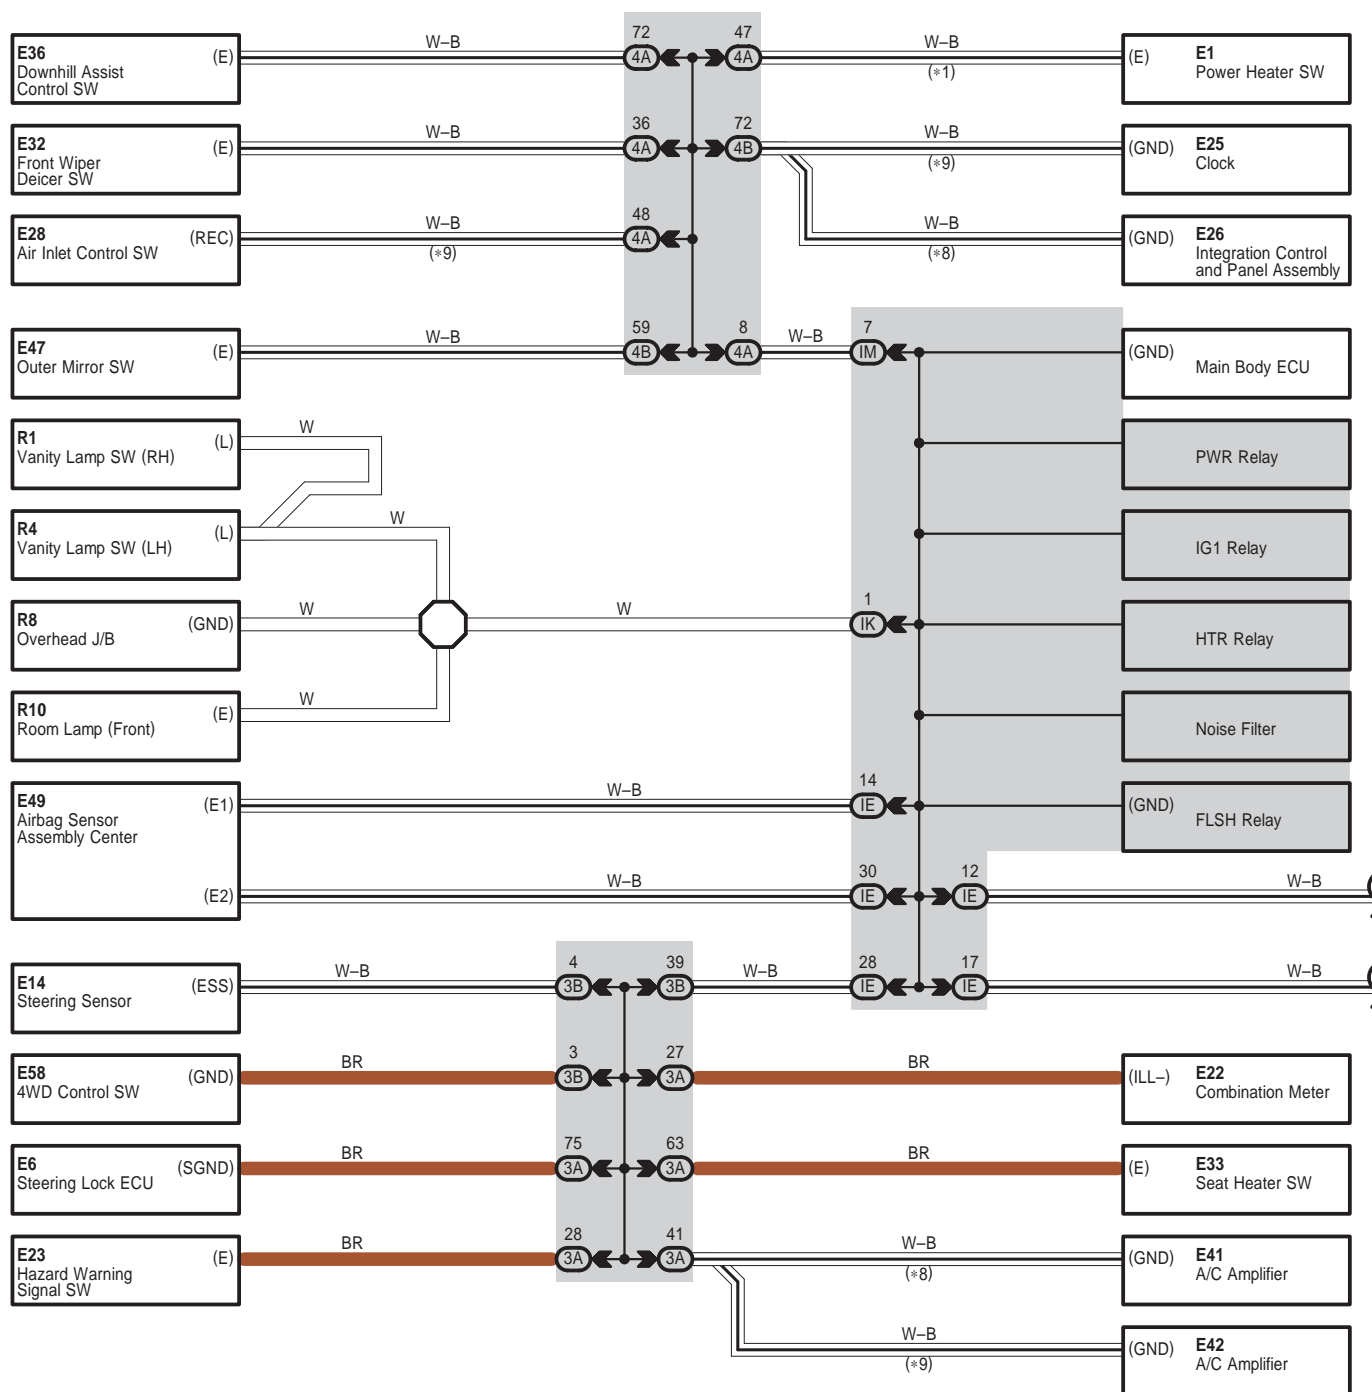 72 47
W–B W–B
E36 (E) 4A 4A (E) E1
Downhill Assist (∗1) Power Heater SW
Control SW
36 72
W–B W–B
E32 (E) 4A 4B (GND) E25
Front Wiper (∗9) Clock
Deicer SW
48
W–B W–B
E28 (REC) 4A (GND) E26
Air Inlet Control SW (∗9) (∗8) Integration Control
and Panel Assembly
59 8 7
W–B W–B
E47 (E) 4B 4A IM (GND)
Outer Mirror SW Main Body ECU
W
R1 (L)
Vanity Lamp SW (RH) PWR Relay
W
R4 (L)
Vanity Lamp SW (LH) IG1 Relay
1
W W
R8 (GND) IK
Overhead J/B HTR Relay
W
R10 (E)
Room Lamp (Front) Noise Filter
14
W–B
E49 (E1) IE (GND)
Airbag Sensor FLSH Relay
Assembly Center
30 12
W–B W–B
(E2) IE IE
4 39 28 17
W–B W–B W–B
E14 (ESS) 3B 3B IE IE
Steering Sensor
3 27
BR BR
E58 (GND) 3B 3A (ILL–) E22
4WD Control SW Combination Meter
75 63
BR BR
E6 (SGND) 3A 3A (E) E33
Steering Lock ECU Seat Heater SW
28 41
BR W–B
E23 (E) 3A 3A (GND) E41
Hazard Warning (∗8) A/C Amplifier
Signal SW
W–B
(GND) E42
(∗9) A/C Amplifier